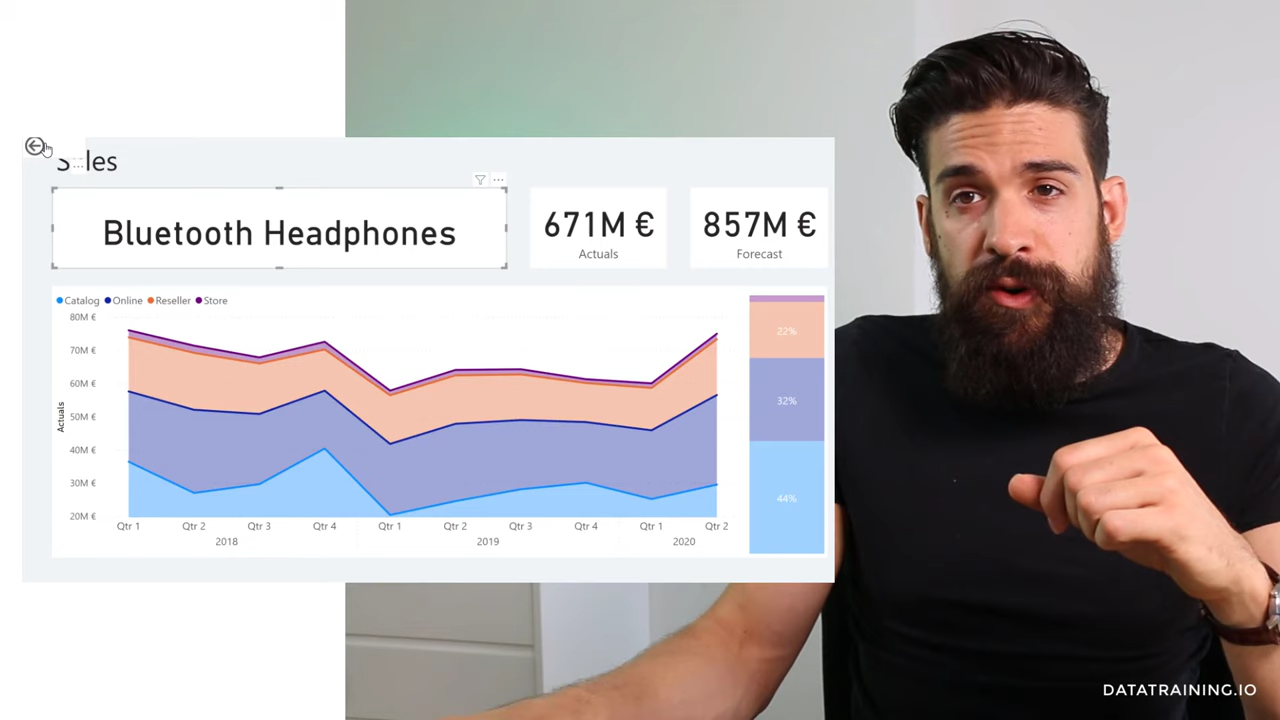 Sales
Bluetooth Headphones
671M €
Actuals
857M €
Forecast
Catalog Online Reseller Store
80M €
70M €
60M €
50M €
40M €
30M €
20M €
Actuals
Qtr 1 Qtr 2 Qtr 3 Qtr 4 Qtr 1 Qtr 2 Qtr 3 Qtr 4 Qtr 1 Qtr 2
2018 2019 2020
22%
32%
44%
DATATRAINING.IO